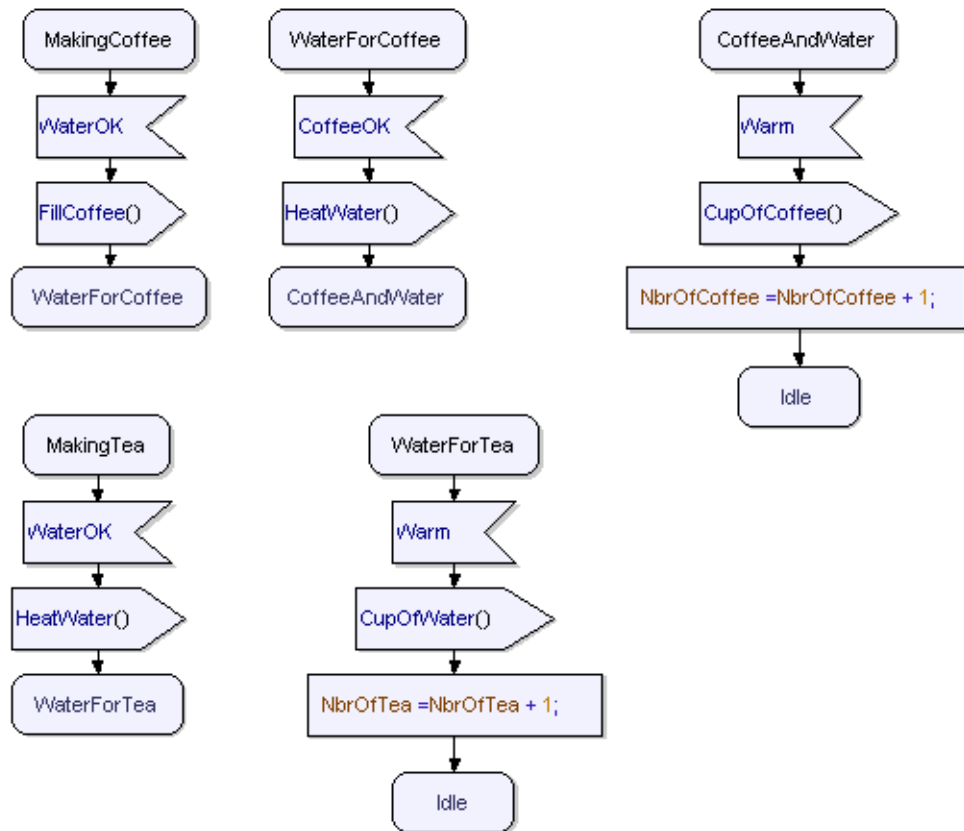 MakingCoffee
WaterOK
FillCoffee()
WaterForCoffee
WaterForCoffee
CoffeeOK
HeatWater()
CoffeeAndWater
CoffeeAndWater
Warm
CupOfCoffee()
NbrOfCoffee =NbrOfCoffee + 1;
Idle
MakingTea
WaterOK
HeatWater()
WaterForTea
WaterForTea
Warm
CupOfWater()
NbrOfTea =NbrOfTea + 1;
Idle